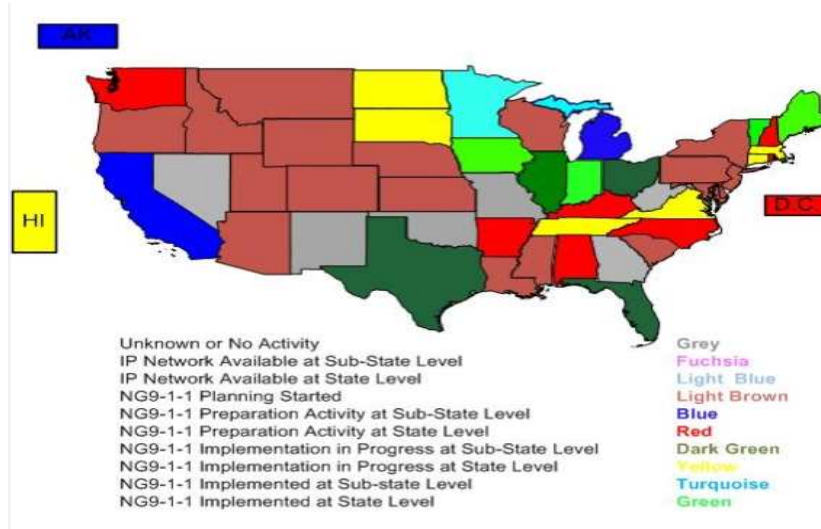 AK
HI
D.C.
Unknown or No Activity Grey
IP Network Available at Sub-State Level Fuchsia
IP Network Available at State Level Light Blue
NG9-1-1 Planning Started Light Brown
NG9-1-1 Preparation Activity at Sub-State Level Blue
NG9-1-1 Preparation Activity at State Level Red
NG9-1-1 Implementation in Progress at Sub-State Level Dark Green
NG9-1-1 Implementation in Progress at State Level Yellow
NG9-1-1 Implemented at Sub-state Level Turquoise
NG9-1-1 Implemented at State Level Green